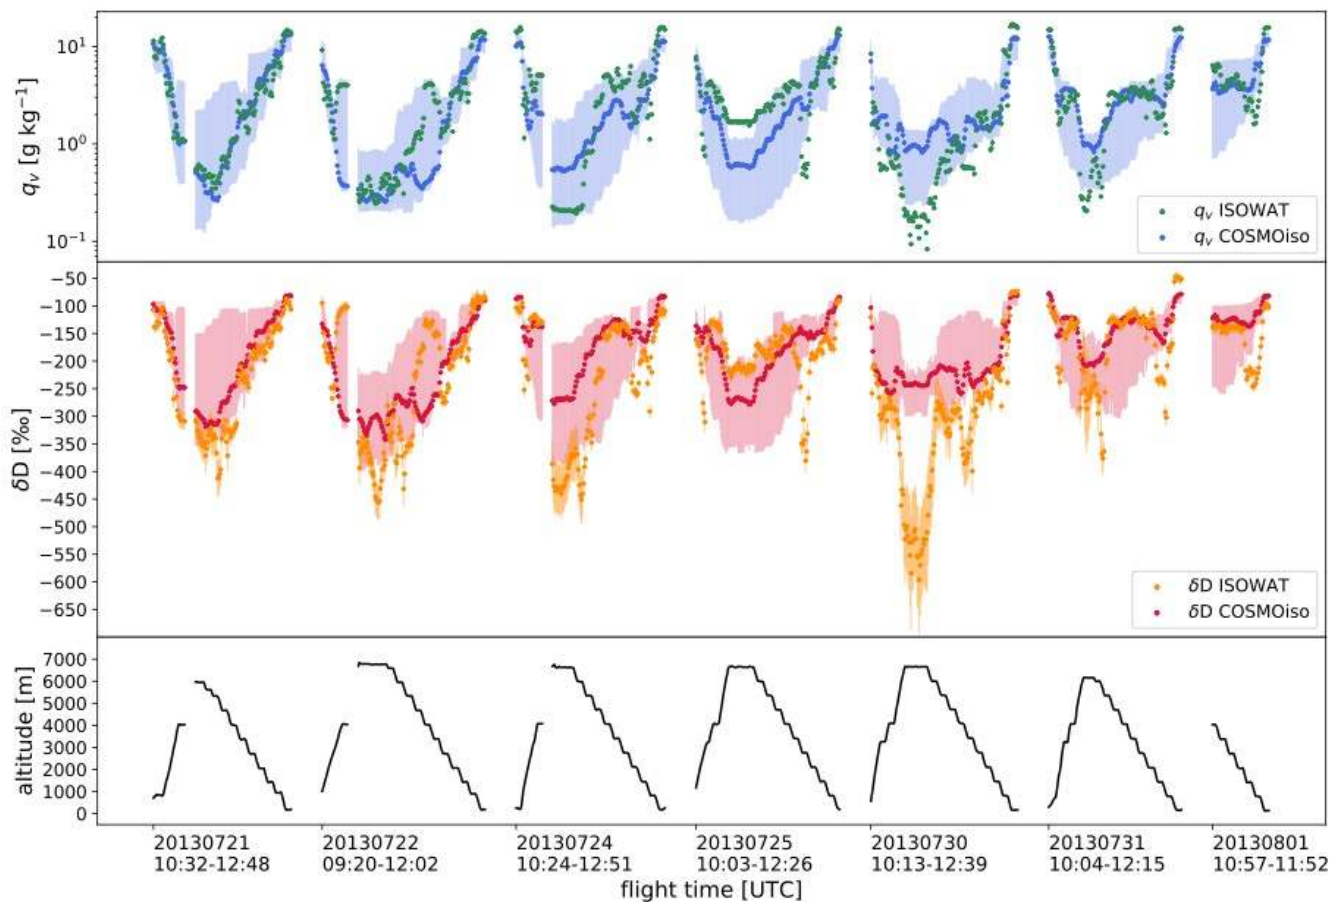 10¹
10⁰
10⁻¹
qᵥ [g kg⁻¹]
qᵥ ISOWAT
qᵥ COSMOiso
−50
−100
−150
−200
−250
−300
−350
−400
−450
−500
−550
−600
−650
δD [‰]
δD ISOWAT
δD COSMOiso
7000
6000
5000
4000
3000
2000
1000
0
altitude [m]
20130721 20130722 20130724 20130725 20130730 20130731 20130801
10:32-12:48 09:20-12:02 10:24-12:51 10:03-12:26 10:13-12:39 10:04-12:15 10:57-11:52
flight time [UTC]